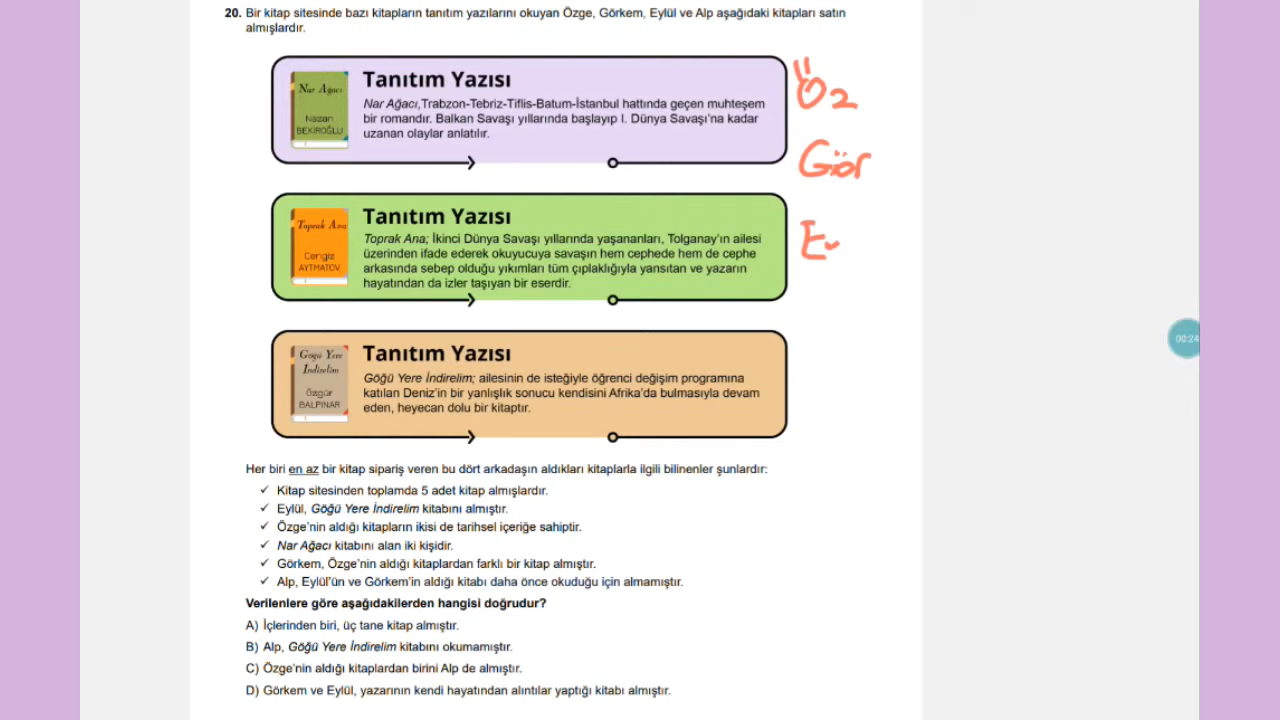 20. Bir kitap sitesinde bazı kitapların tanıtım yazılarını okuyan Özge, Görkem, Eylül ve Alp aşağıdaki kitapları satın
almışlardır.
Nar Ağacı
Nazan
BEKİROĞLU
Tanıtım Yazısı
Nar Ağacı,Trabzon-Tebriz-Tiflis-Batum-İstanbul hattında geçen muhteşem
bir romandır. Balkan Savaşı yıllarında başlayıp I. Dünya Savaşı'na kadar
uzanan olaylar anlatılır.
Öz
Gör
Toprak Ana
Cengiz
AYTMATOV
Tanıtım Yazısı
Toprak Ana; İkinci Dünya Savaşı yıllarında yaşananları, Tolganay'ın ailesi
üzerinden ifade ederek okuyucuya savaşın hem cephede hem de cephe
arkasında sebep olduğu yıkımları tüm çıplaklığıyla yansıtan ve yazarın
hayatından da izler taşıyan bir eserdir.
Göğü Yere
İndirelim
Özgür
BALPINAR
Tanıtım Yazısı
Göğü Yere İndirelim; ailesinin de isteğiyle öğrenci değişim programına
katılan Deniz'in bir yanlışlık sonucu kendisini Afrika'da bulmasıyla devam
eden, heyecan dolu bir kitaptır.
00:24
Her biri en az bir kitap sipariş veren bu dört arkadaşın aldıkları kitaplarla ilgili bilinenler şunlardır:
✓ Kitap sitesinden toplamda 5 adet kitap almışlardır.
✓ Eylül, Göğü Yere İndirelim kitabını almıştır.
✓ Özge'nin aldığı kitapların ikisi de tarihsel içeriğe sahiptir.
✓ Nar Ağacı kitabını alan iki kişidir.
✓ Görkem, Özge'nin aldığı kitaplardan farklı bir kitap almıştır.
✓ Alp, Eylül'ün ve Görkem'in aldığı kitabı daha önce okuduğu için almamıştır.
Verilenlere göre aşağıdakilerden hangisi doğrudur?
A) İçlerinden biri, üç tane kitap almıştır.
B) Alp, Göğü Yere İndirelim kitabını okumamıştır.
C) Özge'nin aldığı kitaplardan birini Alp de almıştır.
D) Görkem ve Eylül, yazarının kendi hayatından alıntılar yaptığı kitabı almıştır.